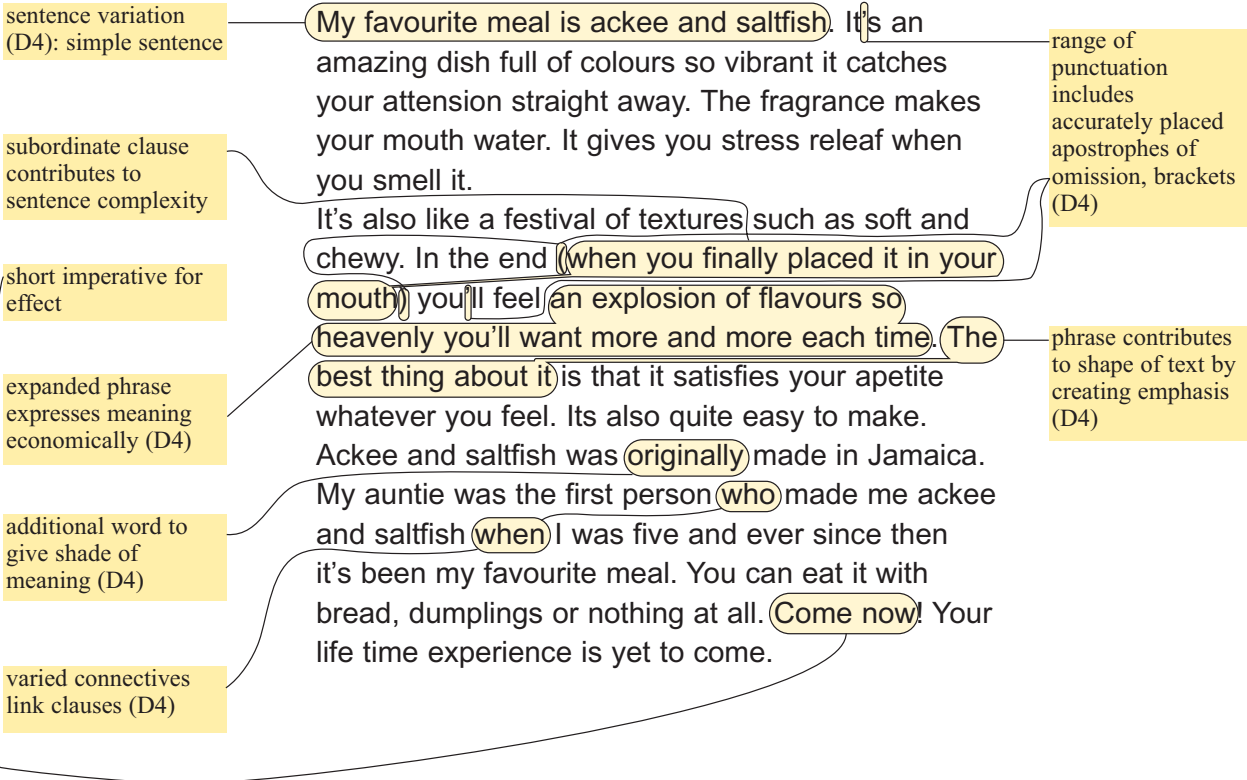 sentence variation
(D4): simple sentence
subordinate clause
contributes to
sentence complexity
short imperative for
effect
expanded phrase
expresses meaning
economically (D4)
additional word to
give shade of
meaning (D4)
varied connectives
link clauses (D4)
My favourite meal is ackee and saltfish. It's an
amazing dish full of colours so vibrant it catches
your attension straight away. The fragrance makes
your mouth water. It gives you stress releaf when
you smell it.
It's also like a festival of textures such as soft and
chewy. In the end (when you finally placed it in your
mouth) you'll feel an explosion of flavours so
heavenly you'll want more and more each time. The
best thing about it is that it satisfies your apetite
whatever you feel. Its also quite easy to make.
Ackee and saltfish was originally made in Jamaica.
My auntie was the first person who made me ackee
and saltfish when I was five and ever since then
it's been my favourite meal. You can eat it with
bread, dumplings or nothing at all. Come now! Your
life time experience is yet to come.
range of
punctuation
includes
accurately placed
apostrophes of
omission, brackets
(D4)
phrase contributes
to shape of text by
creating emphasis
(D4)